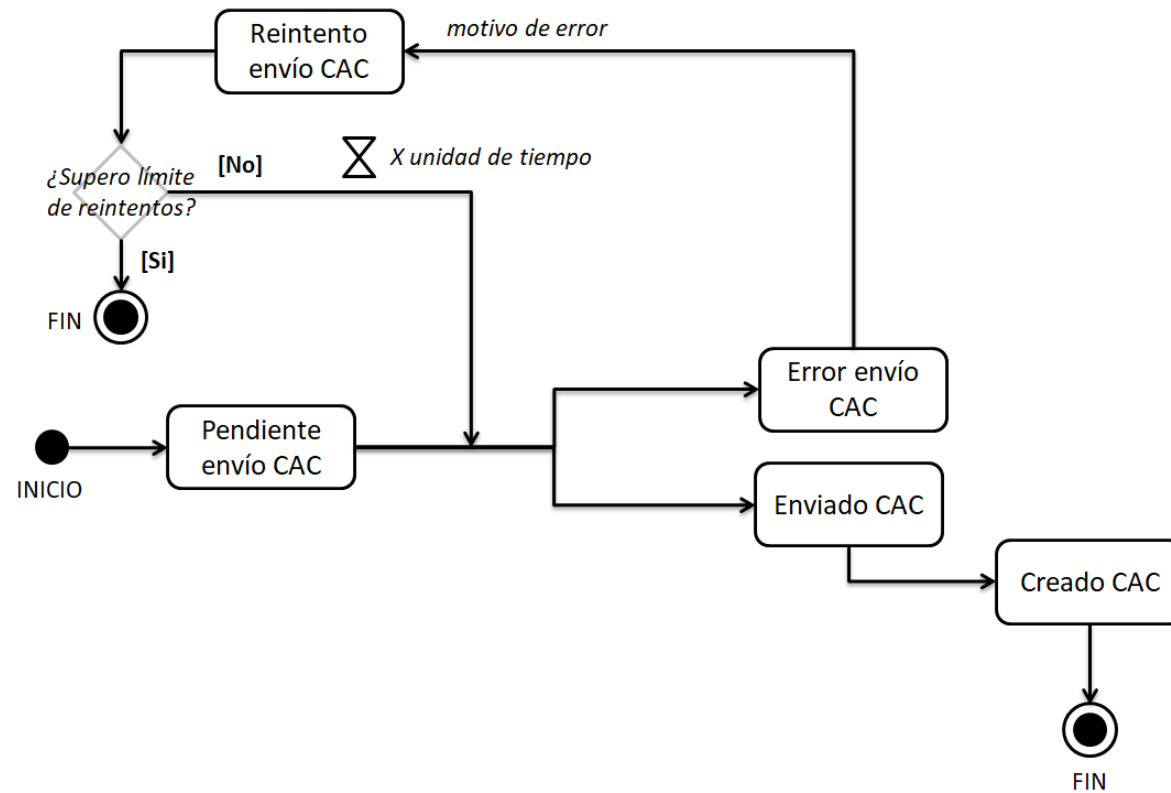 Reintento
envío CAC
motivo de error
¿Supero límite
de reintentos?
[No]
X unidad de tiempo
[Si]
FIN
Error envío
CAC
Pendiente
envío CAC
INICIO
Enviado CAC
Creado CAC
FIN